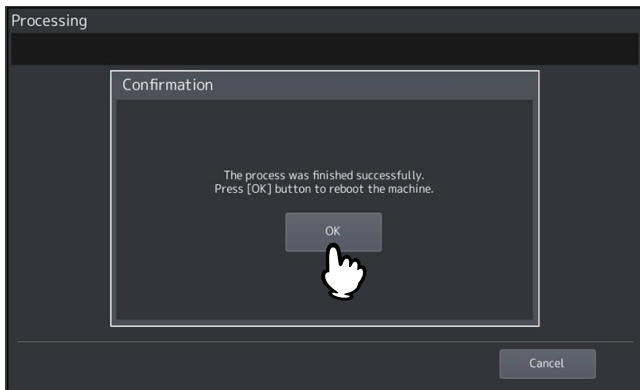 Processing
Confirmation
The process was finished successfully.
Press [OK] button to reboot the machine.
OK
Cancel